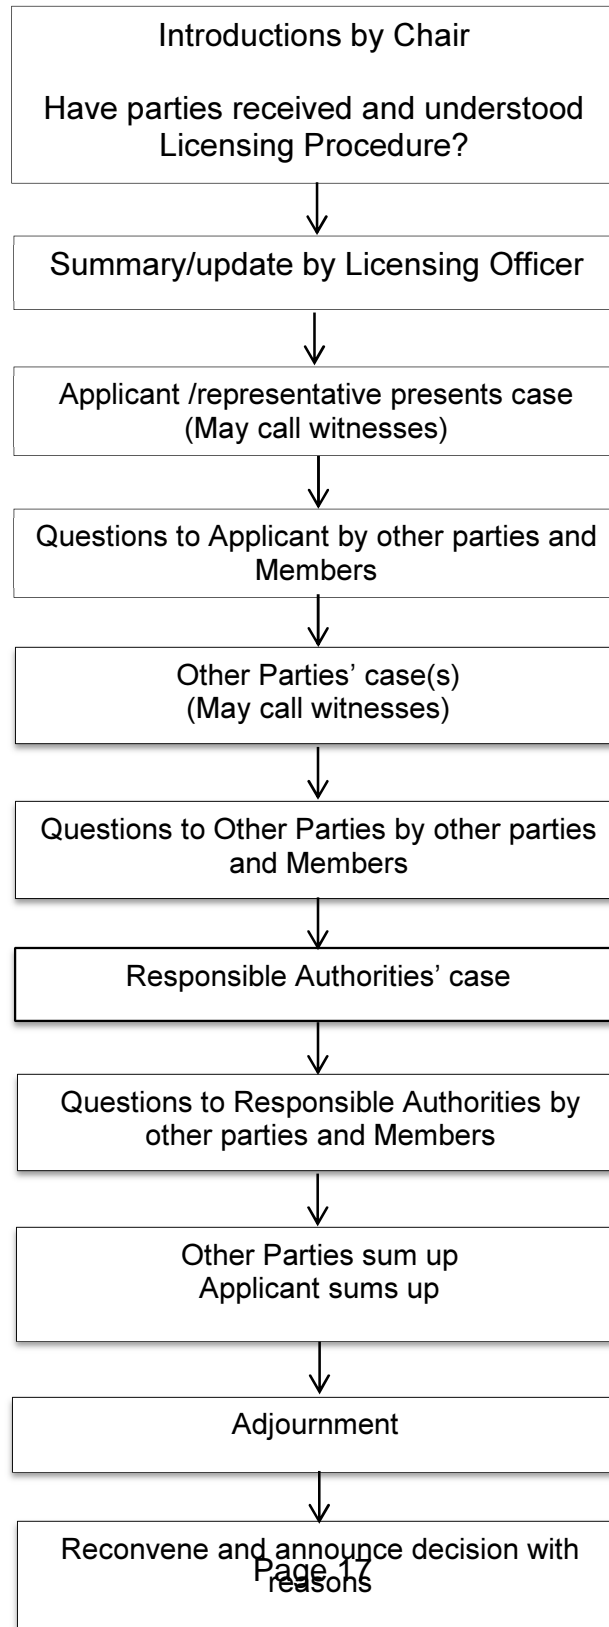 Introductions by Chair
Have parties received and understood
Licensing Procedure?
Summary/update by Licensing Officer
Applicant /representative presents case
(May call witnesses)
Questions to Applicant by other parties and
Members
Other Parties’ case(s)
(May call witnesses)
Questions to Other Parties by other parties
and Members
Responsible Authorities’ case
Questions to Responsible Authorities by
other parties and Members
Other Parties sum up
Applicant sums up
Adjournment
Reconvene and announce decision with
reasons
Page 17